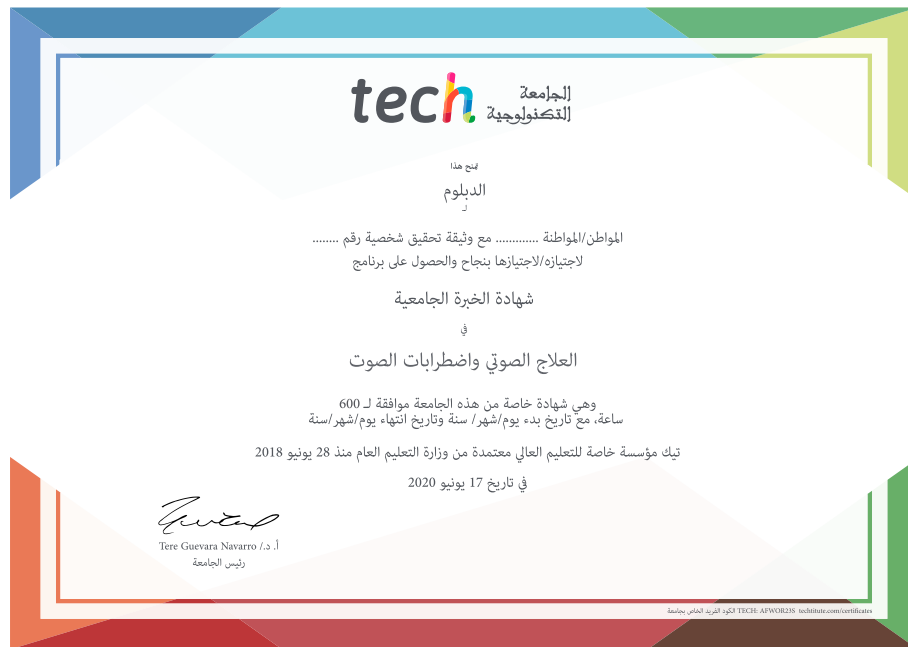 tech
الجامعة
التكنولوجية
يمنح هذا
الدبلوم
لـ
المواطن/المواطنة ............. مع وثيقة تحقيق شخصية رقم ........
لاجتيازه/لاجتيازها بنجاح والحصول على برنامج
شهادة الخبرة الجامعية
في
العلاج الصوتي واضطرابات الصوت
وهي شهادة خاصة من هذه الجامعة موافقة لـ 600
ساعة، مع تاريخ بدء يوم/شهر/ سنة وتاريخ انتهاء يوم/شهر/سنة
تيك مؤسسة خاصة للتعليم العالي معتمدة من وزارة التعليم العام منذ 28 يونيو 2018
في تاريخ 17 يونيو 2020
أ. د./ Tere Guevara Navarro
رئيس الجامعة
الكود الفريد الخاص بجامعة TECH: AFWOR23S techtitute.com/certificates